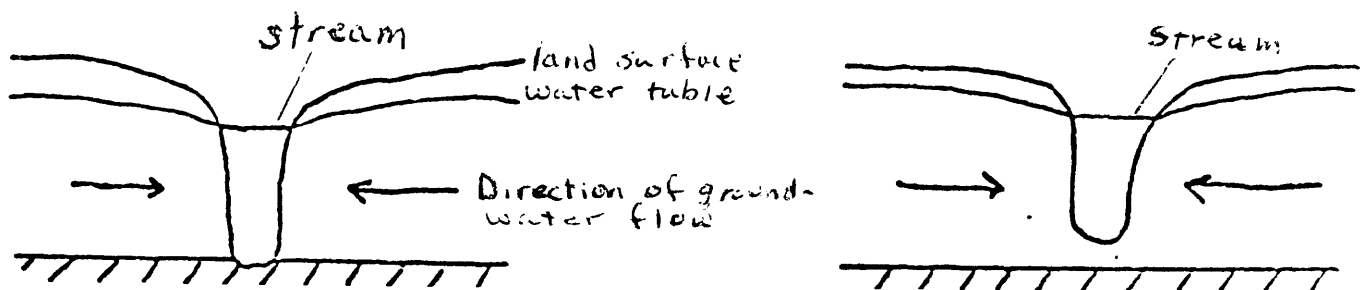 stream
land surface
water table
Direction of ground-
water flow
stream